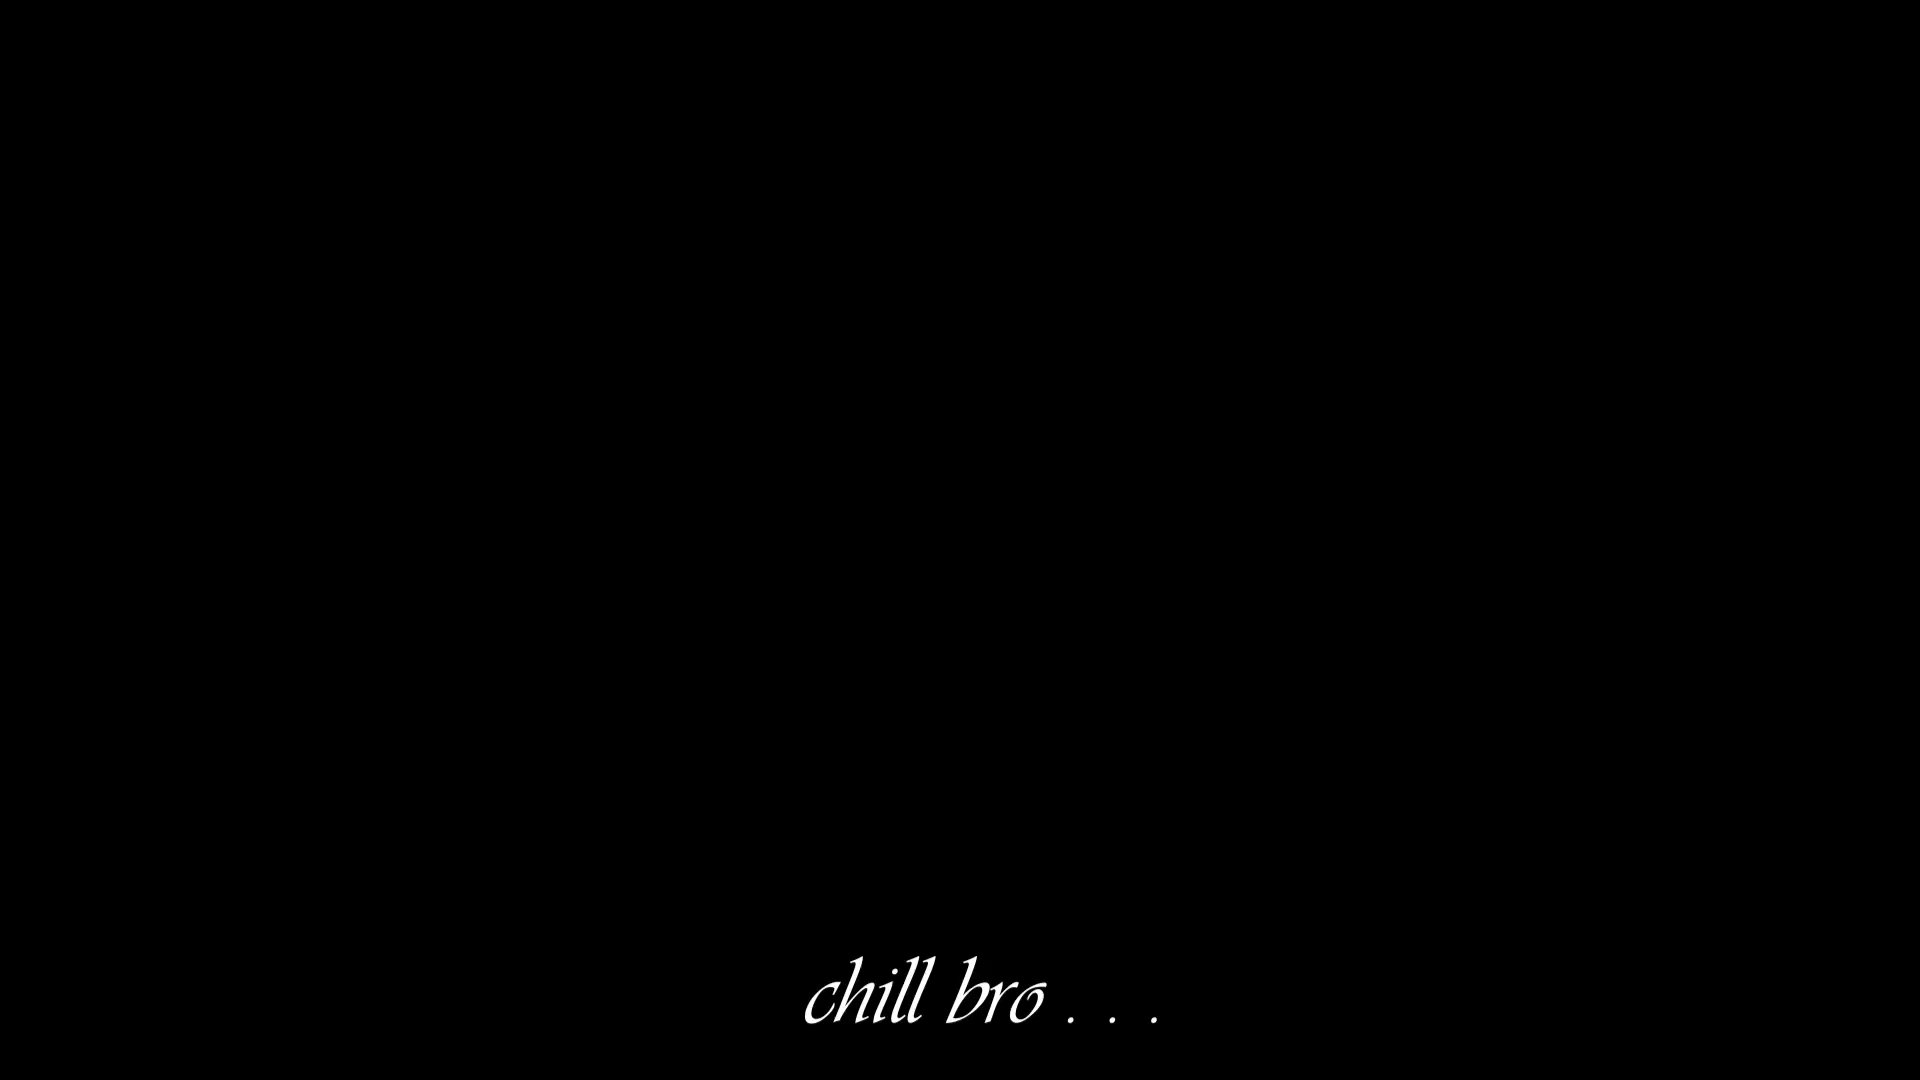 chill bro . . .